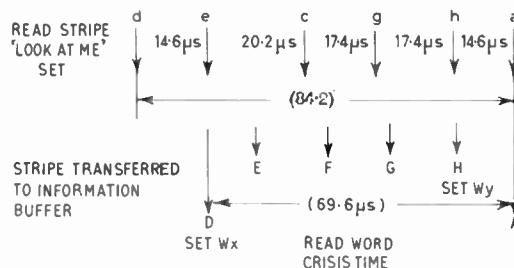 d e c g h a
READ STRIPE
'LOOK AT ME'
SET
14·6µs 20·2µs 17·4µs 17·4µs 14·6µs
(84·2)
E F G H
SET Wy
STRIPE TRANSFERRED
TO INFORMATION
BUFFER
(69·6µs)
D A
SET Wx
READ WORD
CRISIS TIME